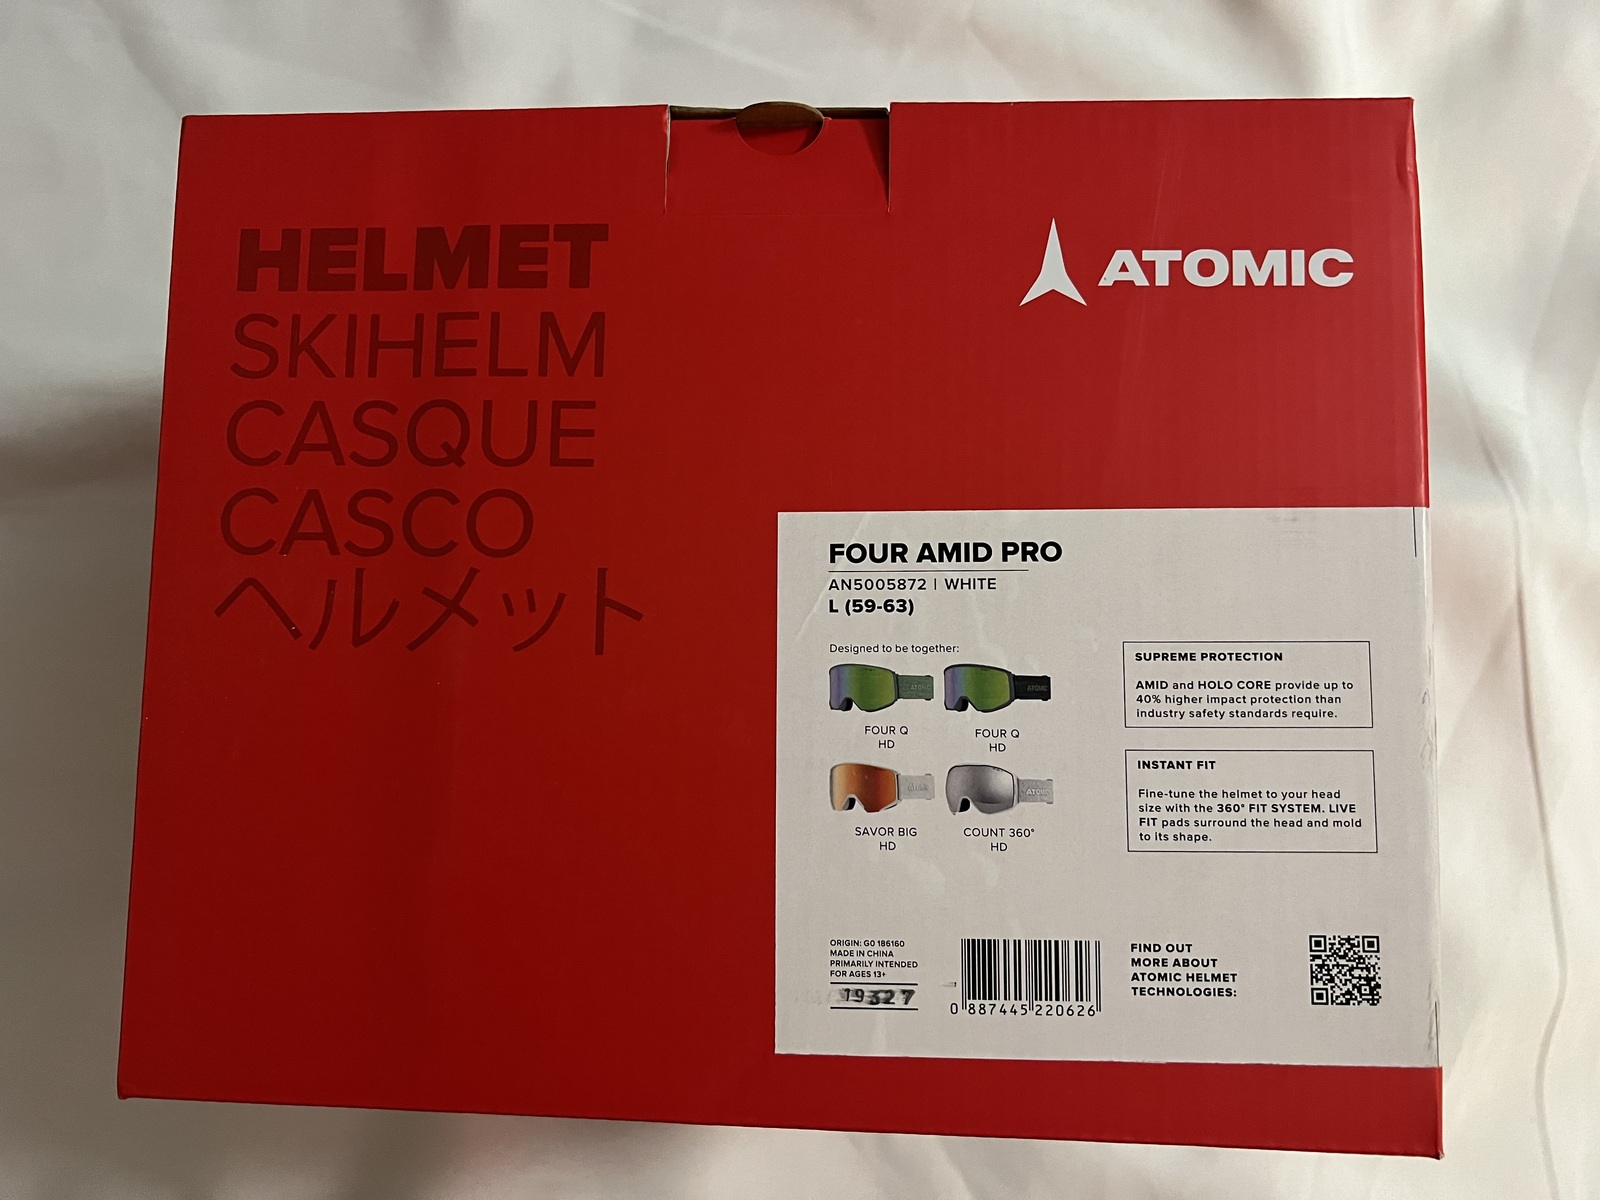 HELMET
SKIHELM
CASQUE
CASCO
ヘルメット
ATOMIC
FOUR AMID PRO
AN5005872 | WHITE
L (59-63)
Designed to be together:
ATOMIC
ATOMIC
FOUR Q
HD
FOUR Q
HD
ATOMIC
SAVOR BIG
HD
COUNT 360°
HD
SUPREME PROTECTION
AMID and HOLO CORE provide up to
40% higher impact protection than
industry safety standards require.
INSTANT FIT
Fine-tune the helmet to your head
size with the 360° FIT SYSTEM. LIVE
FIT pads surround the head and mold
to its shape.
ORIGIN: GO 186160
MADE IN CHINA
PRIMARILY INTENDED
FOR AGES 13+
19327
0 887445 220626
FIND OUT
MORE ABOUT
ATOMIC HELMET
TECHNOLOGIES: